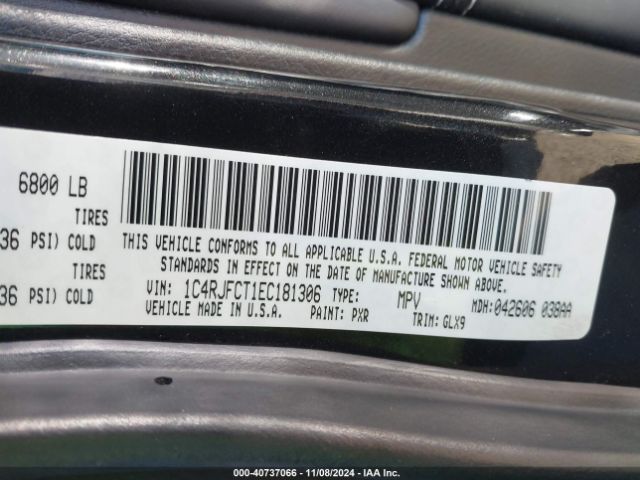 6800 LB
TIRES
36 PSI) COLD
TIRES
36 PSI) COLD
THIS VEHICLE CONFORMS TO ALL APPLICABLE U.S.A. FEDERAL MOTOR VEHICLE SAFETY
STANDARDS IN EFFECT ON THE DATE OF MANUFACTURE SHOWN ABOVE.
VIN: 1C4RJFCT1EC181306 TYPE: MPV MDH:042606 038AA
VEHICLE MADE IN U.S.A. PAINT: PXR TRIM: GLX9
000-40737066 - 11/08/2024 - IAA Inc.